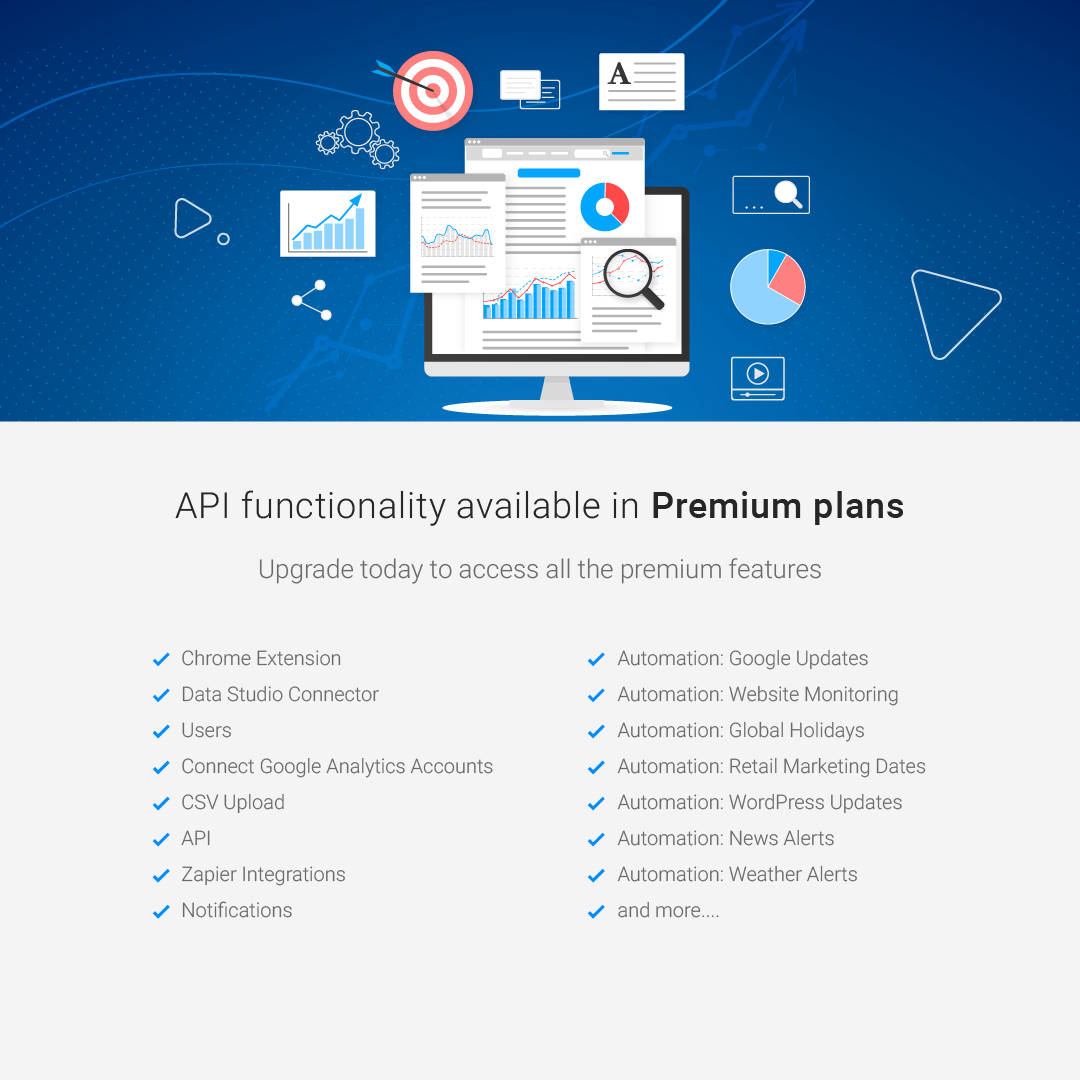 A
API functionality available in Premium plans
Upgrade today to access all the premium features
Chrome Extension
Data Studio Connector
Users
Connect Google Analytics Accounts
CSV Upload
API
Zapier Integrations
Notifications
Automation: Google Updates
Automation: Website Monitoring
Automation: Global Holidays
Automation: Retail Marketing Dates
Automation: WordPress Updates
Automation: News Alerts
Automation: Weather Alerts
and more....